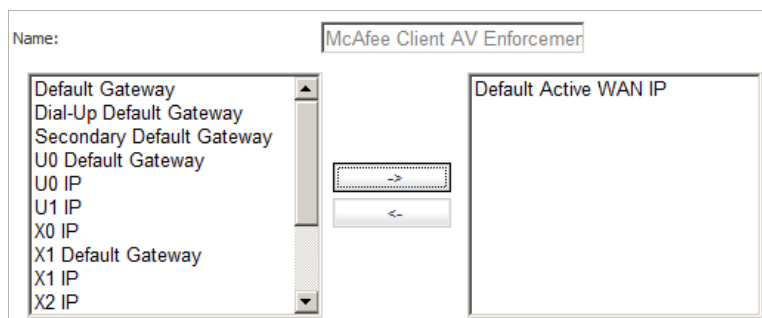 Name:
McAfee Client AV Enforcemen
Default Gateway
Dial-Up Default Gateway
Secondary Default Gateway
U0 Default Gateway
U0 IP
U1 IP
X0 IP
X1 Default Gateway
X1 IP
X2 IP
->
<-
Default Active WAN IP